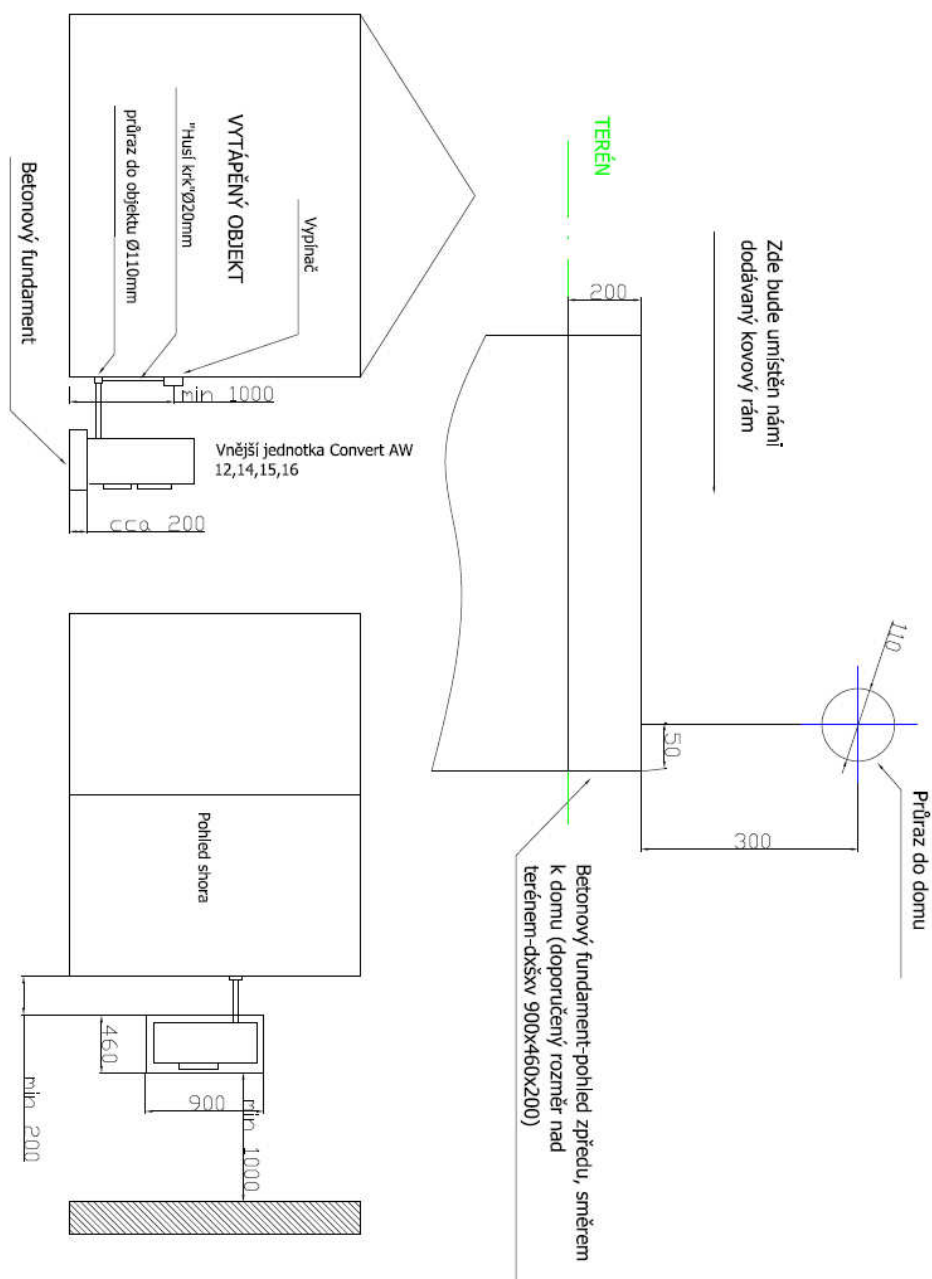 Zde bude umístěn námi
dodávaný kovový rám
TERÉN
200
110
Průraz do domu
50
300
Betonový fundament-pohled zpředu, směrem
k domu (doporučený rozměr nad
terénem-dxšxv 900x460x200)
VYTÁPĚNÝ OBJEKT
Vypínač
"Husí krk"Ø20mm
průraz do objektu Ø110mm
Betonový fundament
min 1000
Vnější jednotka Convert AW
12,14,15,16
cca 200
Pohled shora
460
900
min 200
min 1000